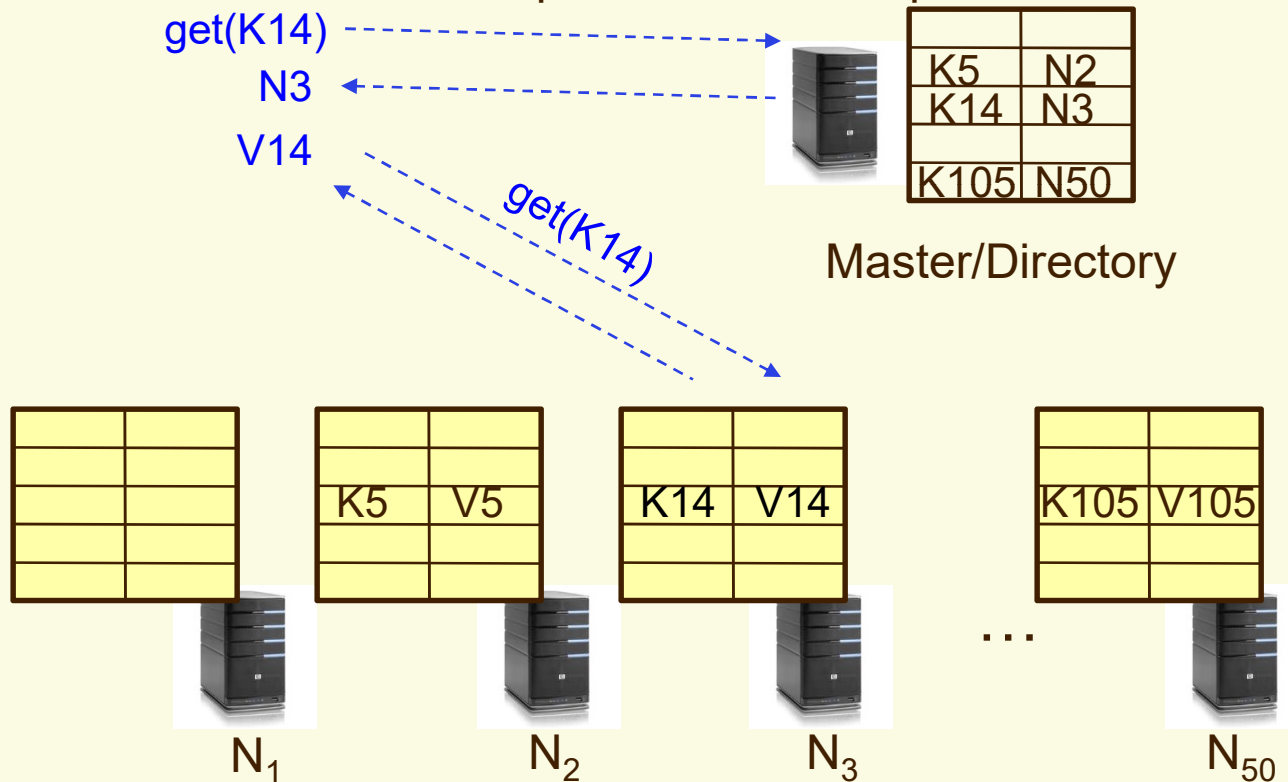 get(K14)
N3
V14
get(K14)
K5 N2
K14 N3
K105 N50
Master/Directory
K5 V5
K14 V14
K105 V105
…
N1
N2
N3
N50